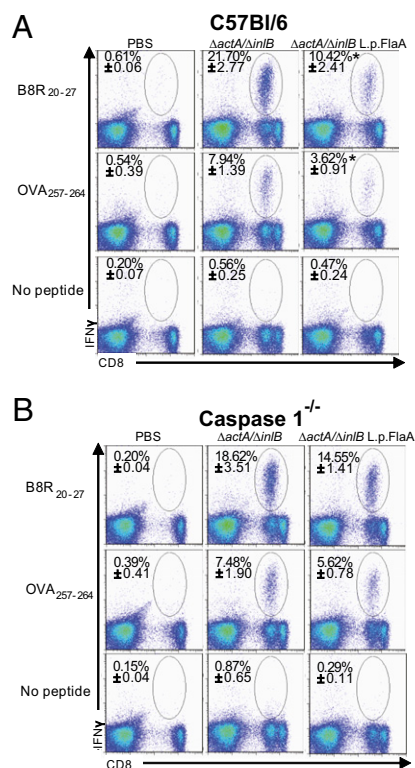 A
C57Bl/6
PBS ΔactA/ΔinlB ΔactA/ΔinlB L.p.FlaA
B8R20-27
0.61% ±0.06
21.70% ±2.77
10.42%* ±2.41
OVA257-264
0.54% ±0.39
7.94% ±1.39
3.62%* ±0.91
No peptide
0.20% ±0.07
0.56% ±0.25
0.47% ±0.24
IFNγ
CD8
B
Caspase 1-/-
PBS ΔactA/ΔinlB ΔactA/ΔinlB L.p.FlaA
B8R20-27
0.20% ±0.04
18.62% ±3.51
14.55% ±1.41
OVA257-264
0.39% ±0.41
7.48% ±1.90
5.62% ±0.78
No peptide
0.15% ±0.04
0.87% ±0.65
0.29% ±0.11
IFNγ
CD8